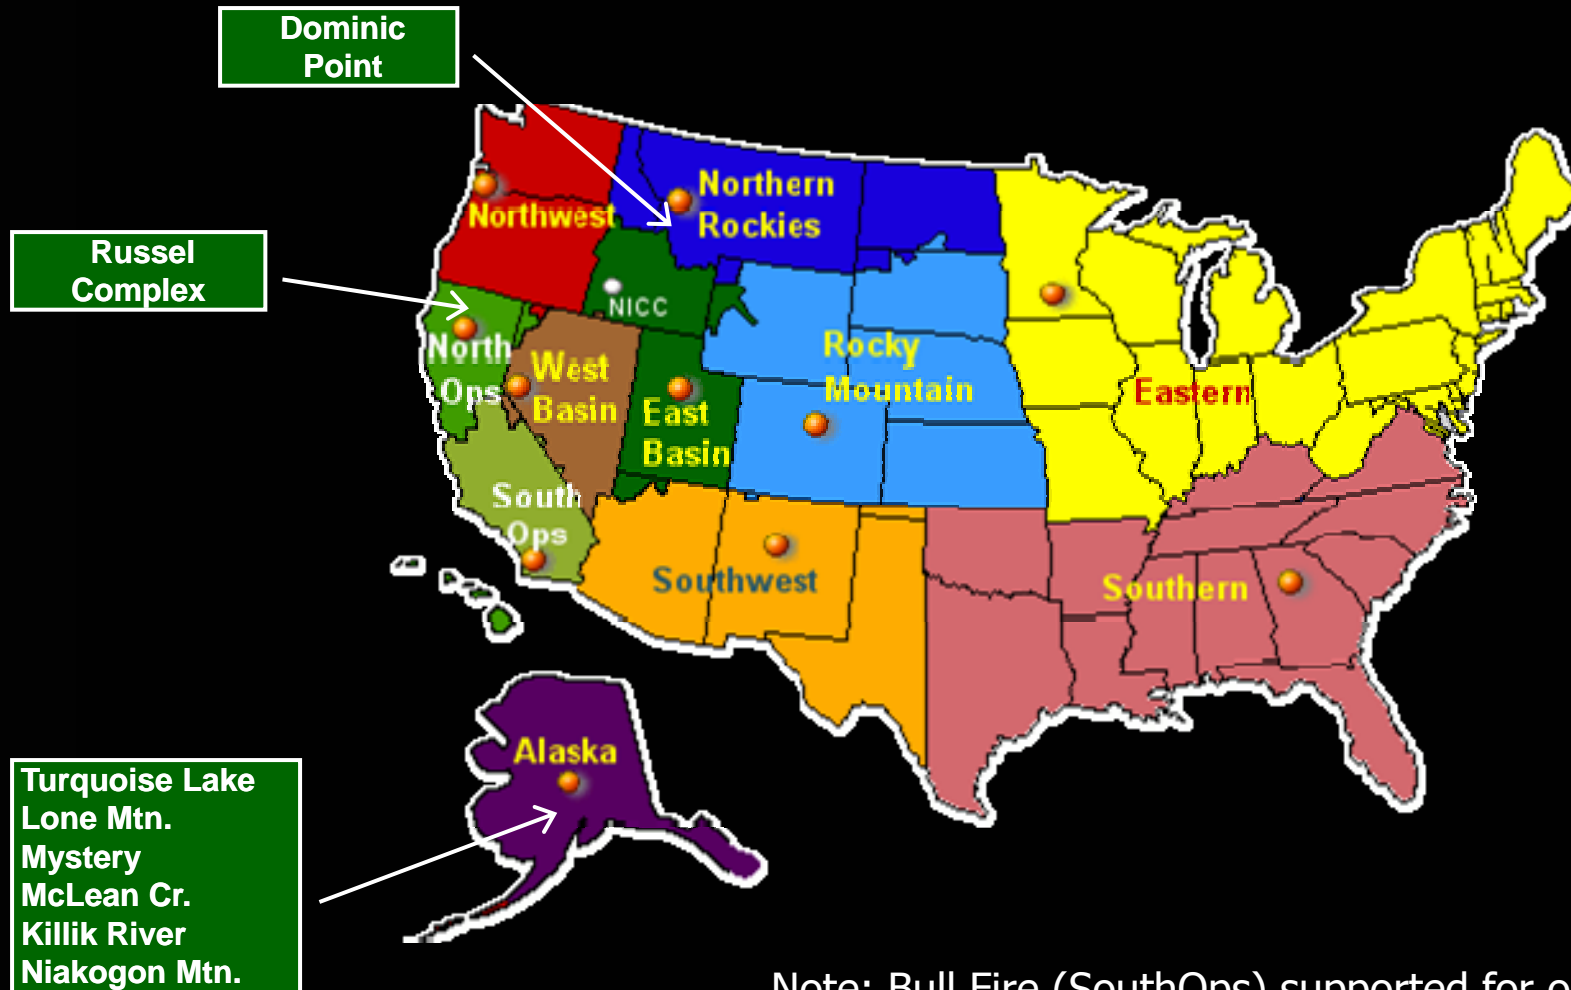 Dominic
Point
Russel
Complex
Northwest
Northern
Rockies
NICC
North
Ops
West
Basin
East
Basin
Rocky
Mountain
Eastern
South
Ops
Southwest
Southern
Alaska
Turquoise Lake
Lone Mtn.
Mystery
McLean Cr.
Killik River
Niakogon Mtn.
Note: Bull Fire (SouthOps) supported for